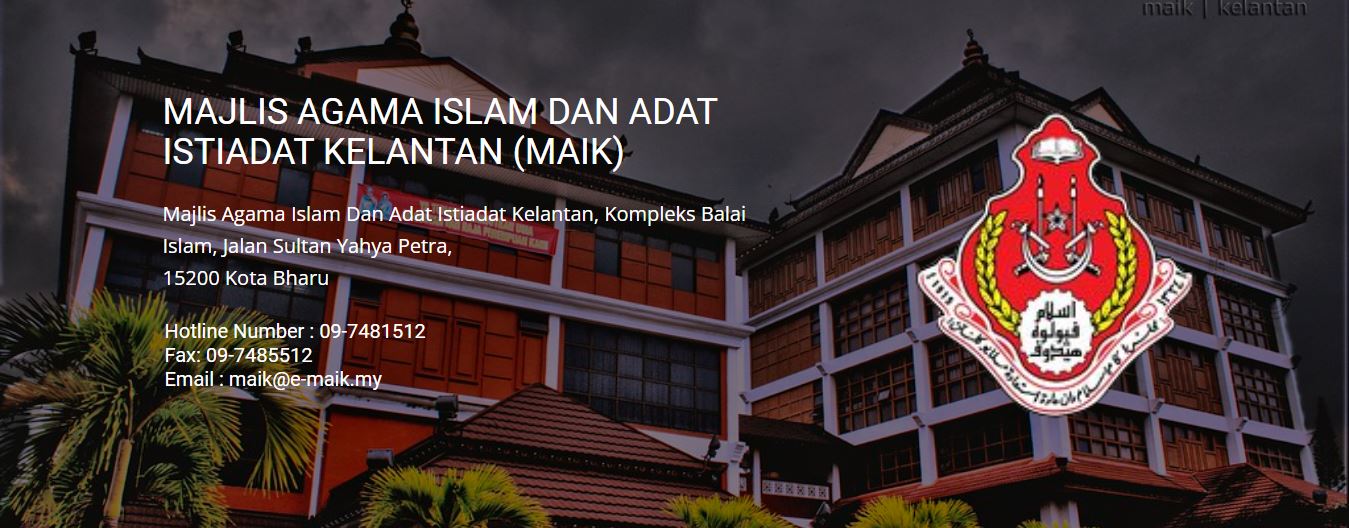 maik | kelantan
MAJLIS AGAMA ISLAM DAN ADAT
ISTIADAT KELANTAN (MAIK)
Majlis Agama Islam Dan Adat Istiadat Kelantan, Kompleks Balai
Islam, Jalan Sultan Yahya Petra,
15200 Kota Bharu
Hotline Number : 09-7481512
Fax: 09-7485512
Email : maik@e-maik.my
اسلام
ڤيولوة
هيدوڤ